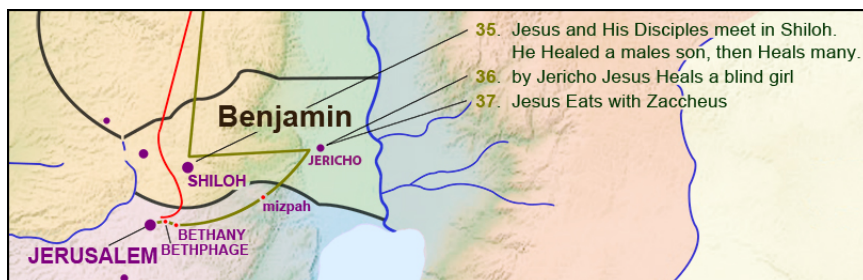 35. Jesus and His Disciples meet in Shiloh.
He Healed a males son, then Heals many.
36. by Jericho Jesus Heals a blind girl
37. Jesus Eats with Zaccheus
Benjamin
JERICHO
SHILOH
mizpah
BETHANY
JERUSALEM
BETHPHAGE